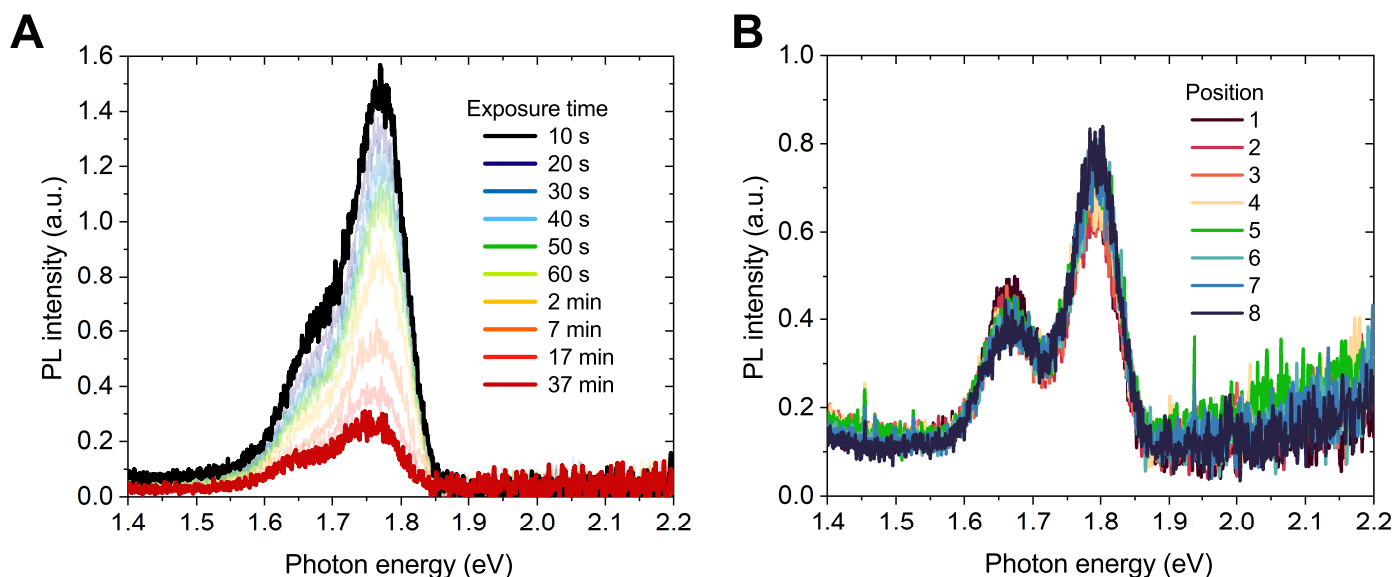 A
1.6
1.4
1.2
1.0
0.8
0.6
0.4
0.2
0.0
PL intensity (a.u.)
1.4 1.5 1.6 1.7 1.8 1.9 2.0 2.1 2.2
Photon energy (eV)
Exposure time
10 s
20 s
30 s
40 s
50 s
60 s
2 min
7 min
17 min
37 min
B
1.0
0.8
0.6
0.4
0.2
0.0
PL intensity (a.u.)
1.4 1.5 1.6 1.7 1.8 1.9 2.0 2.1 2.2
Photon energy (eV)
Position
1
2
3
4
5
6
7
8